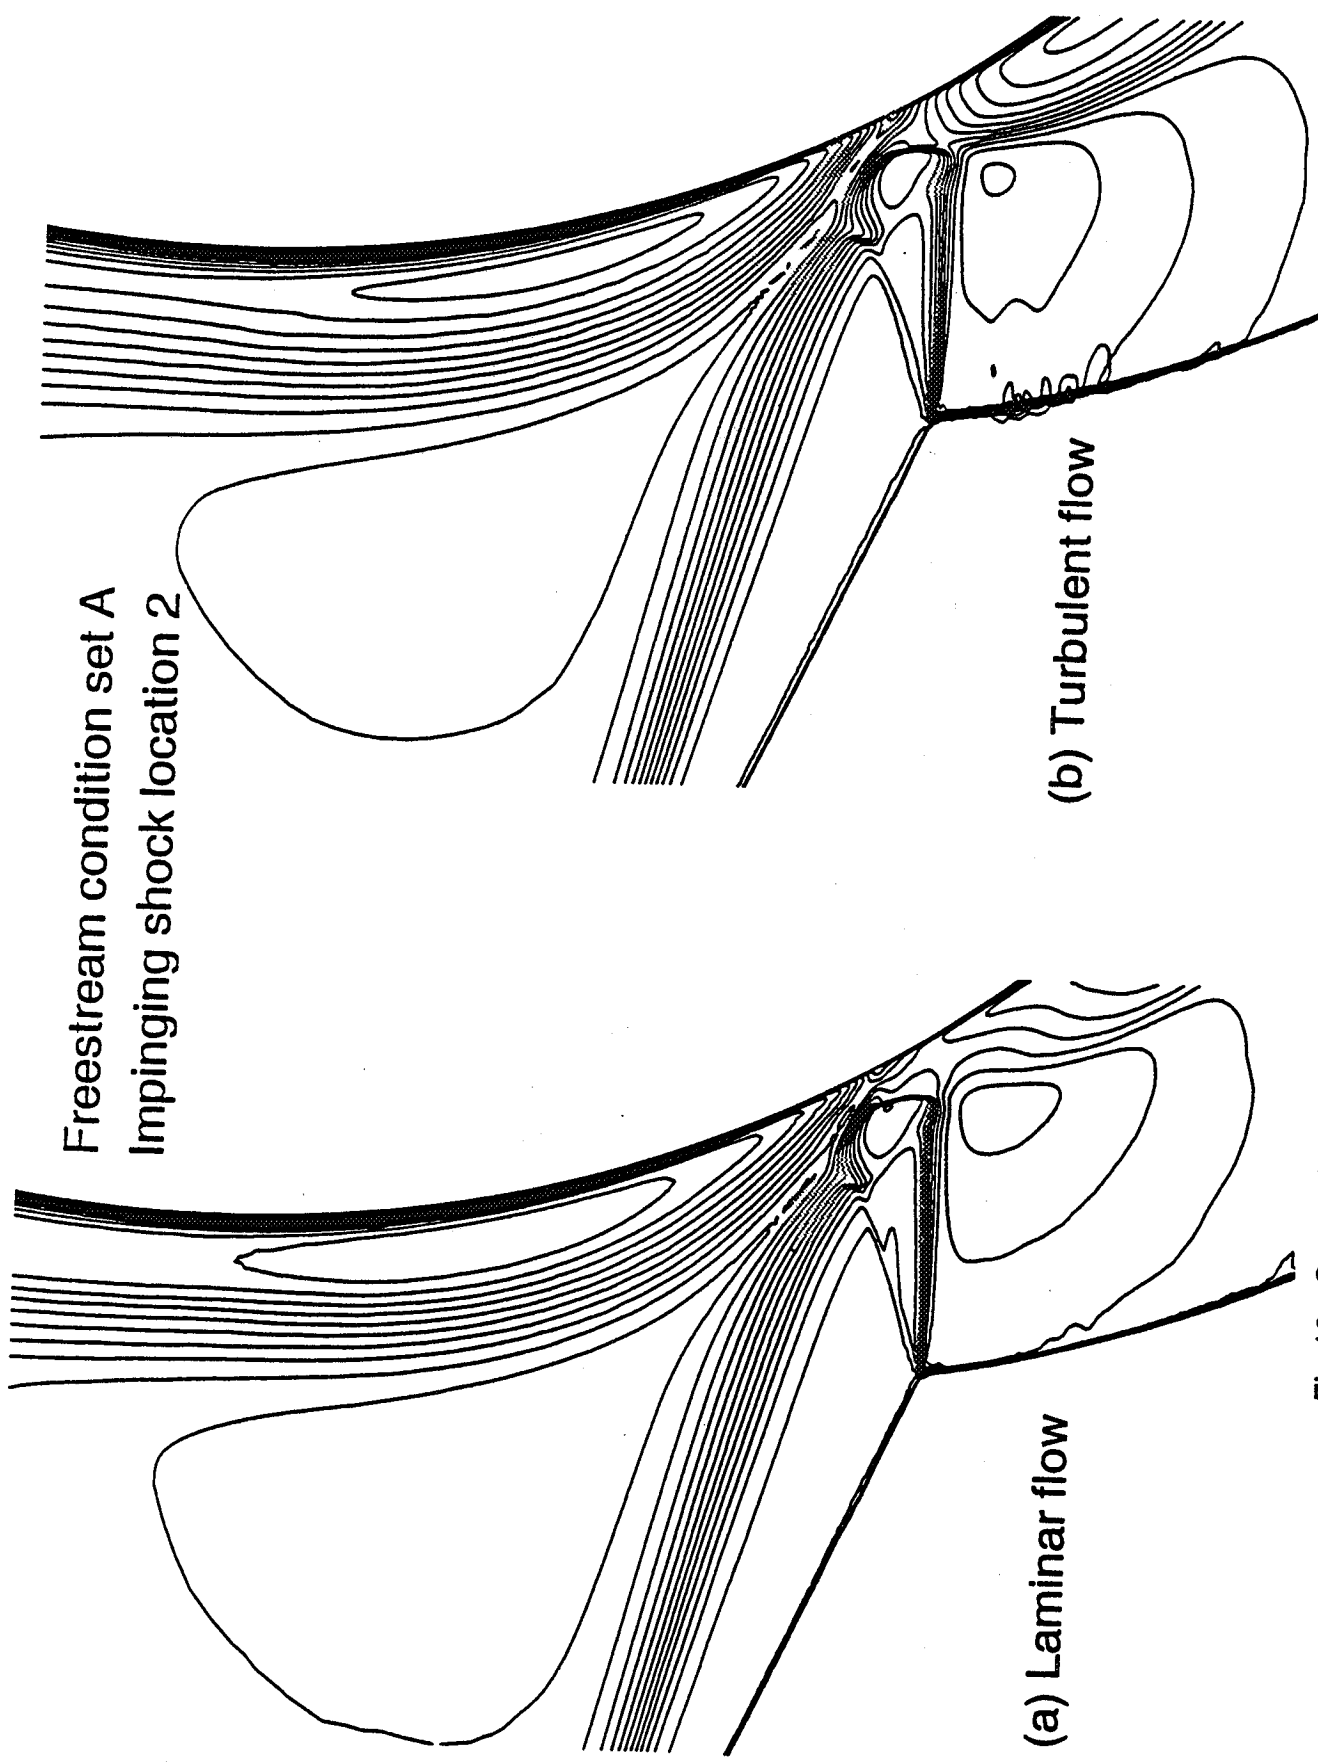 Freestream condition set A
Impinging shock location 2
(a) Laminar flow
(b) Turbulent flow